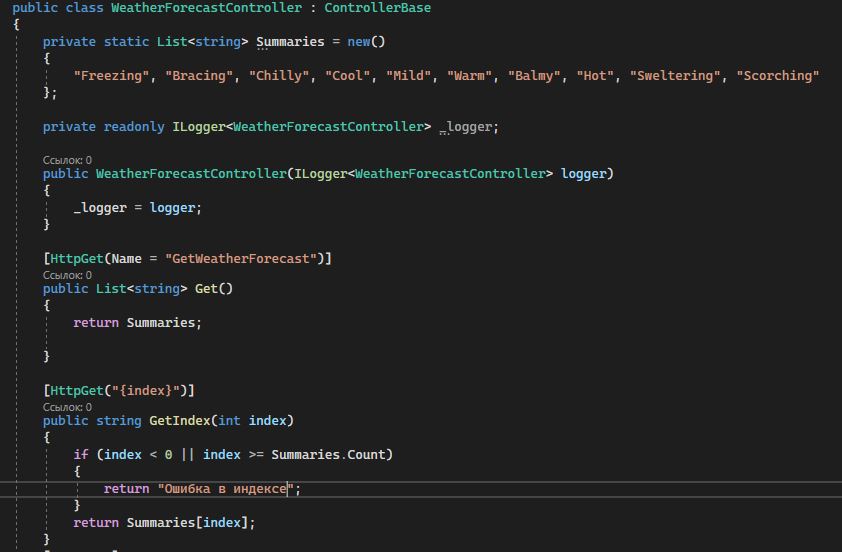 public class WeatherForecastController : ControllerBase
{
private static List<string> Summaries = new()
{
"Freezing", "Bracing", "Chilly", "Cool", "Mild", "Warm", "Balmy", "Hot", "Sweltering", "Scorching"
};
private readonly ILogger<WeatherForecastController> _logger;
Ссылок: 0
public WeatherForecastController(ILogger<WeatherForecastController> logger)
{
_logger = logger;
}
[HttpGet(Name = "GetWeatherForecast")]
Ссылок: 0
public List<string> Get()
{
return Summaries;
}
[HttpGet("{index}")]
Ссылок: 0
public string GetIndex(int index)
{
if (index < 0 || index >= Summaries.Count)
{
return "Ошибка в индексе";
}
return Summaries[index];
}